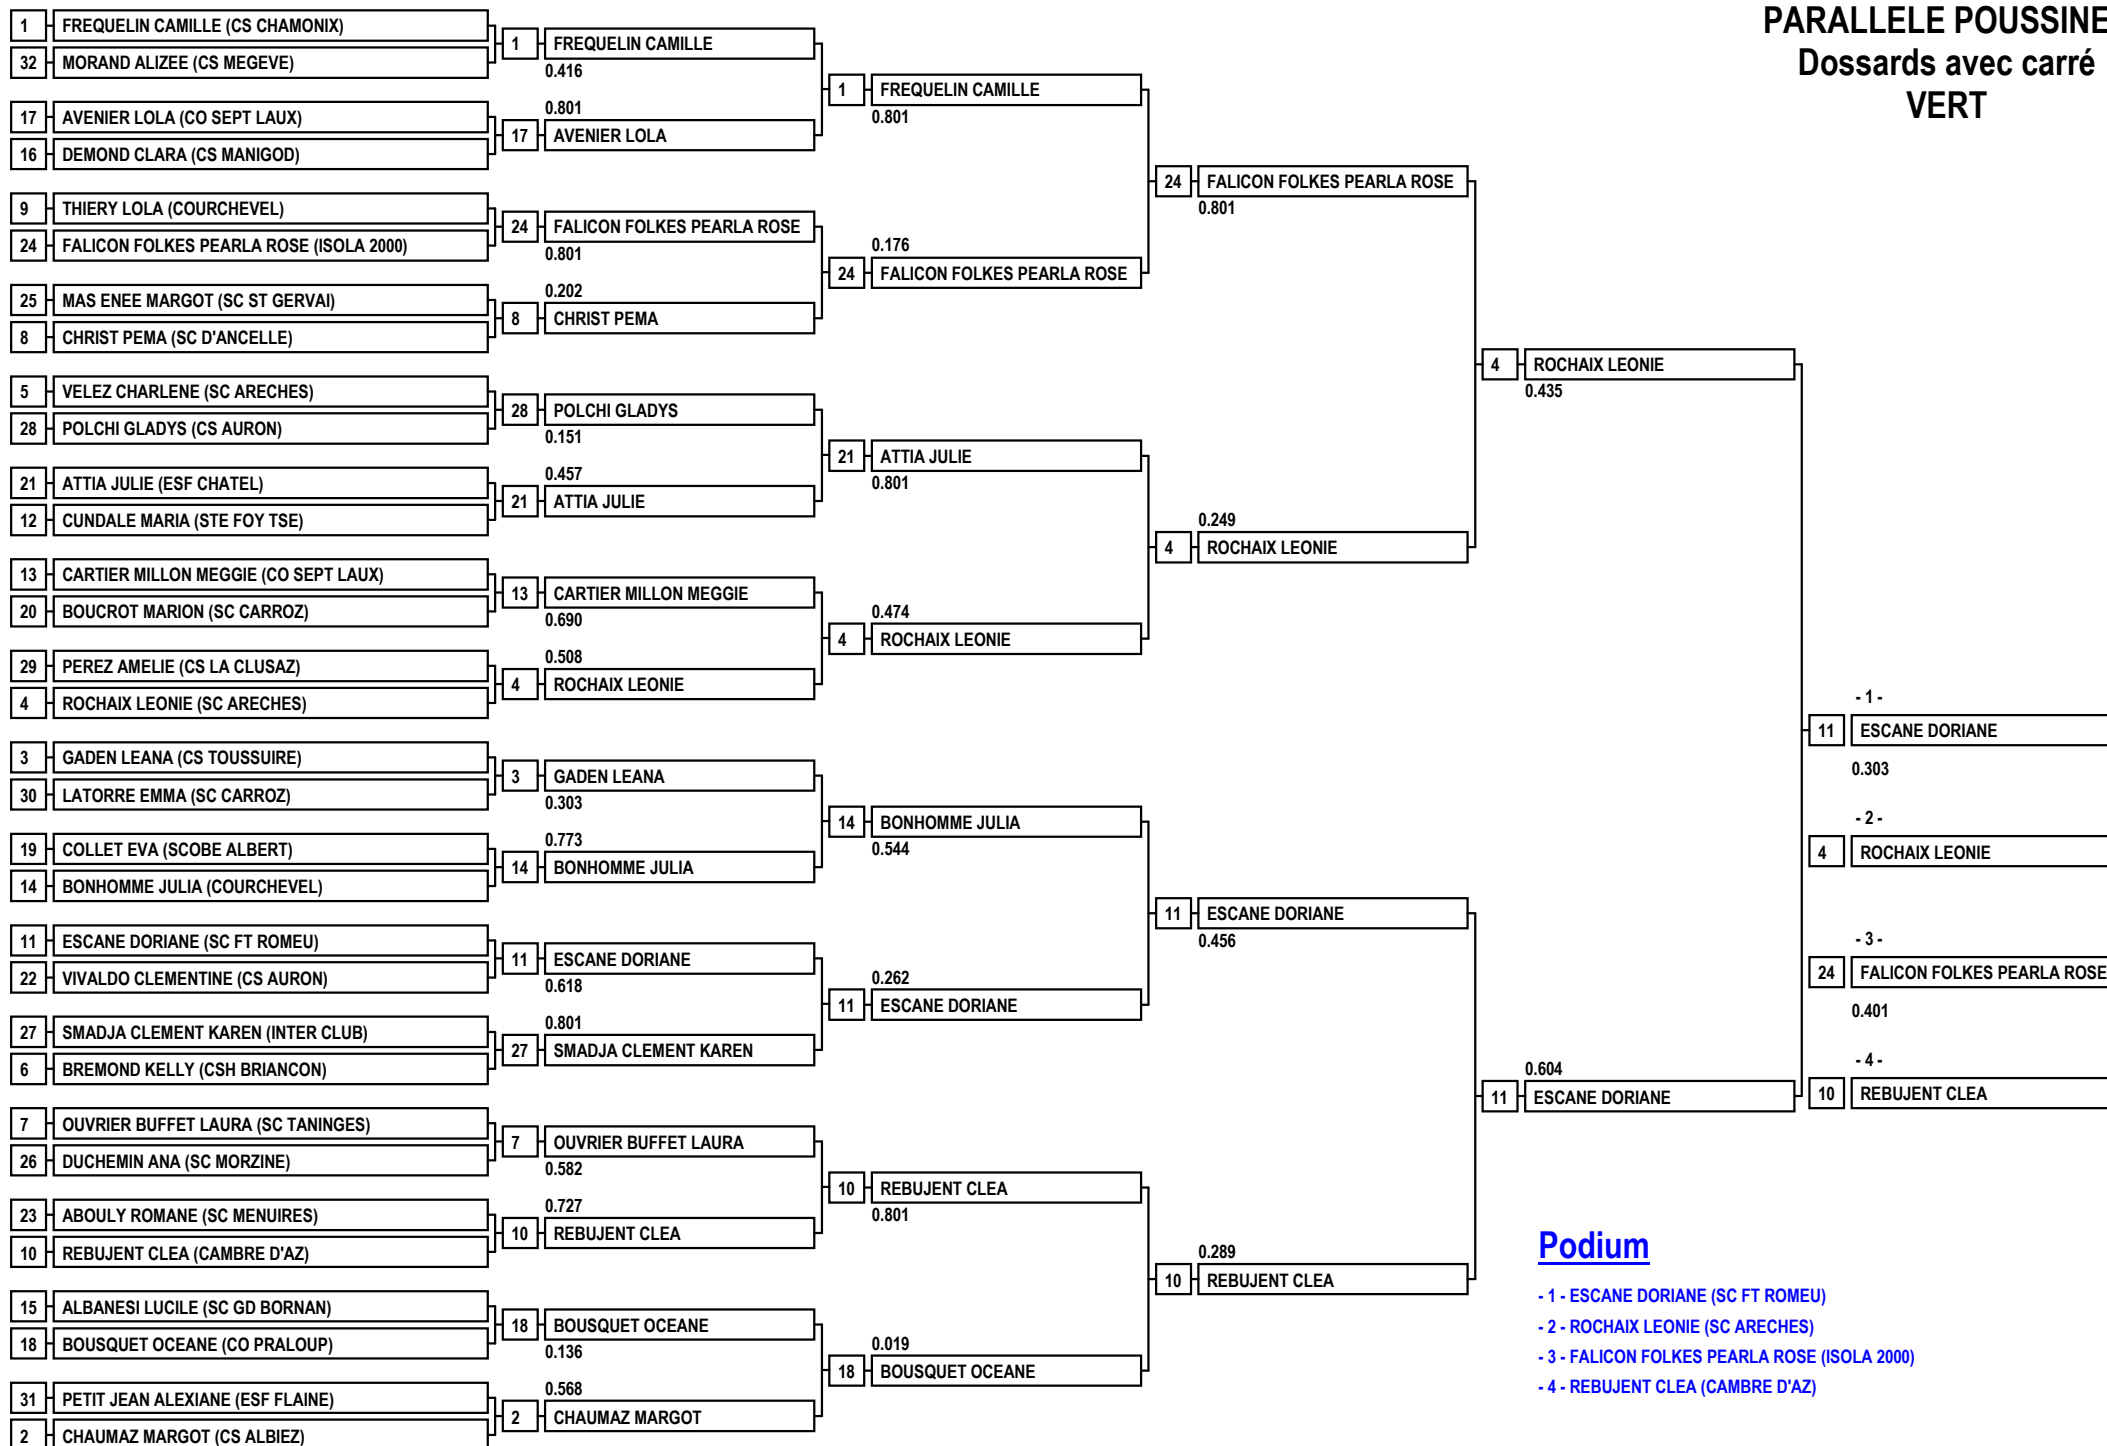 PARALLELE POUSSINE
Dossards avec carré
VERT
1 FREQUELIN CAMILLE (CS CHAMONIX)
32 MORAND ALIZEE (CS MEGEVE)
17 AVENIER LOLA (CO SEPT LAUX)
16 DEMOND CLARA (CS MANIGOD)
9 THIERY LOLA (COURCHEVEL)
24 FALICON FOLKES PEARLA ROSE (ISOLA 2000)
25 MAS ENEE MARGOT (SC ST GERVAI)
8 CHRIST PEMA (SC D'ANCELLE)
5 VELEZ CHARLENE (SC ARECHES)
28 POLCHI GLADYS (CS AURON)
21 ATTIA JULIE (ESF CHATEL)
12 CUNDALE MARIA (STE FOY TSE)
13 CARTIER MILLON MEGGIE (CO SEPT LAUX)
20 BOUCROT MARION (SC CARROZ)
29 PEREZ AMELIE (CS LA CLUSAZ)
4 ROCHAIX LEONIE (SC ARECHES)
3 GADEN LEANA (CS TOUSSUIRE)
30 LATORRE EMMA (SC CARROZ)
19 COLLET EVA (SCOBE ALBERT)
14 BONHOMME JULIA (COURCHEVEL)
11 ESCANE DORIANE (SC FT ROMEU)
22 VIVALDO CLEMENTINE (CS AURON)
27 SMADJA CLEMENT KAREN (INTER CLUB)
6 BREMOND KELLY (CSH BRIANCON)
7 OUVRIER BUFFET LAURA (SC TANINGES)
26 DUCHEMIN ANA (SC MORZINE)
23 ABOULY ROMANE (SC MENUIRES)
10 REBUJENT CLEA (CAMBRE D'AZ)
15 ALBANESI LUCILE (SC GD BORNAN)
18 BOUSQUET OCEANE (CO PRALOUP)
31 PETIT JEAN ALEXIANE (ESF FLAINE)
2 CHAUMAZ MARGOT (CS ALBIEZ)
1 FREQUELIN CAMILLE
0.416
0.801
17 AVENIER LOLA
24 FALICON FOLKES PEARLA ROSE
0.801
0.202
8 CHRIST PEMA
28 POLCHI GLADYS
0.151
0.457
21 ATTIA JULIE
13 CARTIER MILLON MEGGIE
0.690
0.508
4 ROCHAIX LEONIE
3 GADEN LEANA
0.303
0.773
14 BONHOMME JULIA
11 ESCANE DORIANE
0.618
0.801
27 SMADJA CLEMENT KAREN
7 OUVRIER BUFFET LAURA
0.582
0.727
10 REBUJENT CLEA
18 BOUSQUET OCEANE
0.136
0.568
2 CHAUMAZ MARGOT
1 FREQUELIN CAMILLE
0.801
0.176
24 FALICON FOLKES PEARLA ROSE
21 ATTIA JULIE
0.801
0.474
4 ROCHAIX LEONIE
14 BONHOMME JULIA
0.544
0.262
11 ESCANE DORIANE
10 REBUJENT CLEA
0.801
0.019
18 BOUSQUET OCEANE
24 FALICON FOLKES PEARLA ROSE
0.801
0.249
4 ROCHAIX LEONIE
11 ESCANE DORIANE
0.456
0.289
10 REBUJENT CLEA
4 ROCHAIX LEONIE
0.435
0.604
11 ESCANE DORIANE
- 1 -
11 ESCANE DORIANE
0.303
- 2 -
4 ROCHAIX LEONIE
- 3 -
24 FALICON FOLKES PEARLA ROSE
0.401
- 4 -
10 REBUJENT CLEA
Podium
- 1 - ESCANE DORIANE (SC FT ROMEU)
- 2 - ROCHAIX LEONIE (SC ARECHES)
- 3 - FALICON FOLKES PEARLA ROSE (ISOLA 2000)
- 4 - REBUJENT CLEA (CAMBRE D'AZ)